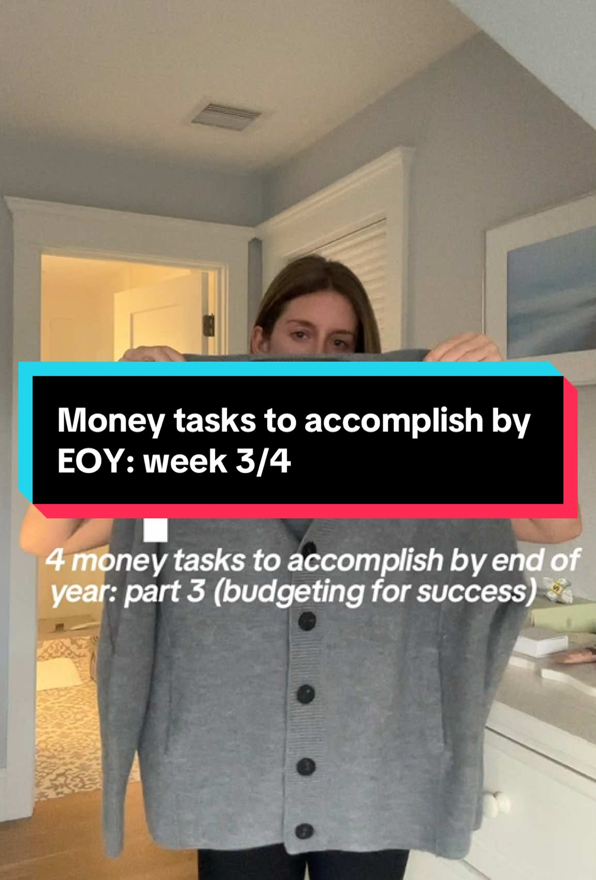 Money tasks to accomplish by
EOY: week 3/4
4 money tasks to accomplish by end of
year: part 3 (budgeting for success)